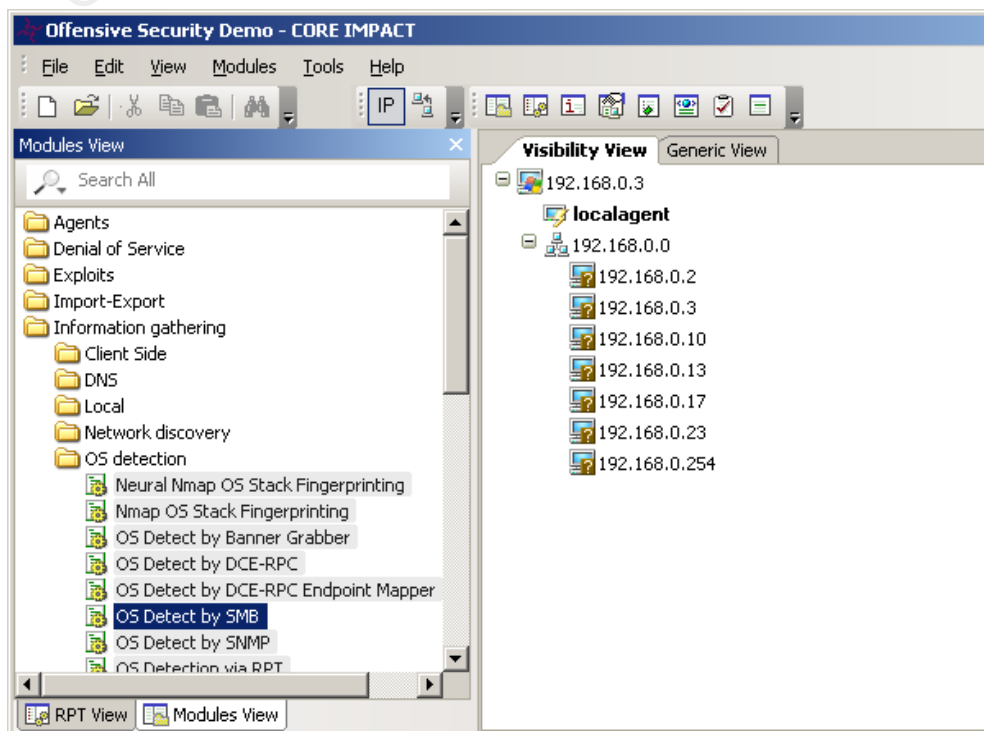 Offensive Security Demo - CORE IMPACT
File Edit View Modules Tools Help
IP
Modules View
Search All
Agents
Denial of Service
Exploits
Import-Export
Information gathering
Client Side
DNS
Local
Network discovery
OS detection
Neural Nmap OS Stack Fingerprinting
Nmap OS Stack Fingerprinting
OS Detect by Banner Grabber
OS Detect by DCE-RPC
OS Detect by DCE-RPC Endpoint Mapper
OS Detect by SMB
OS Detect by SNMP
OS Detection via RPT
RPT View Modules View
Visibility View Generic View
192.168.0.3
localagent
192.168.0.0
192.168.0.2
192.168.0.3
192.168.0.10
192.168.0.13
192.168.0.17
192.168.0.23
192.168.0.254